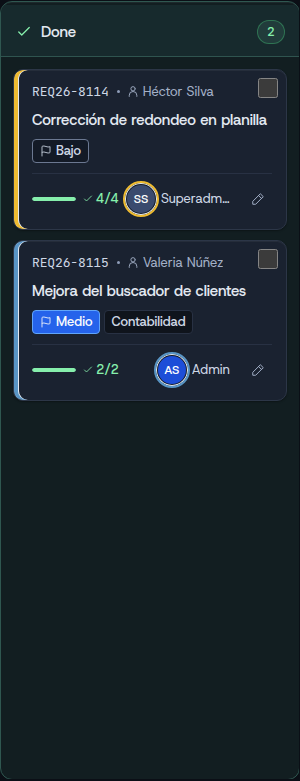 Done
2
REQ26-8114 • Héctor Silva
Corrección de redondeo en planilla
Bajo
4/4 SS Superadm...
REQ26-8115 • Valeria Núñez
Mejora del buscador de clientes
Medio Contabilidad
2/2 AS Admin